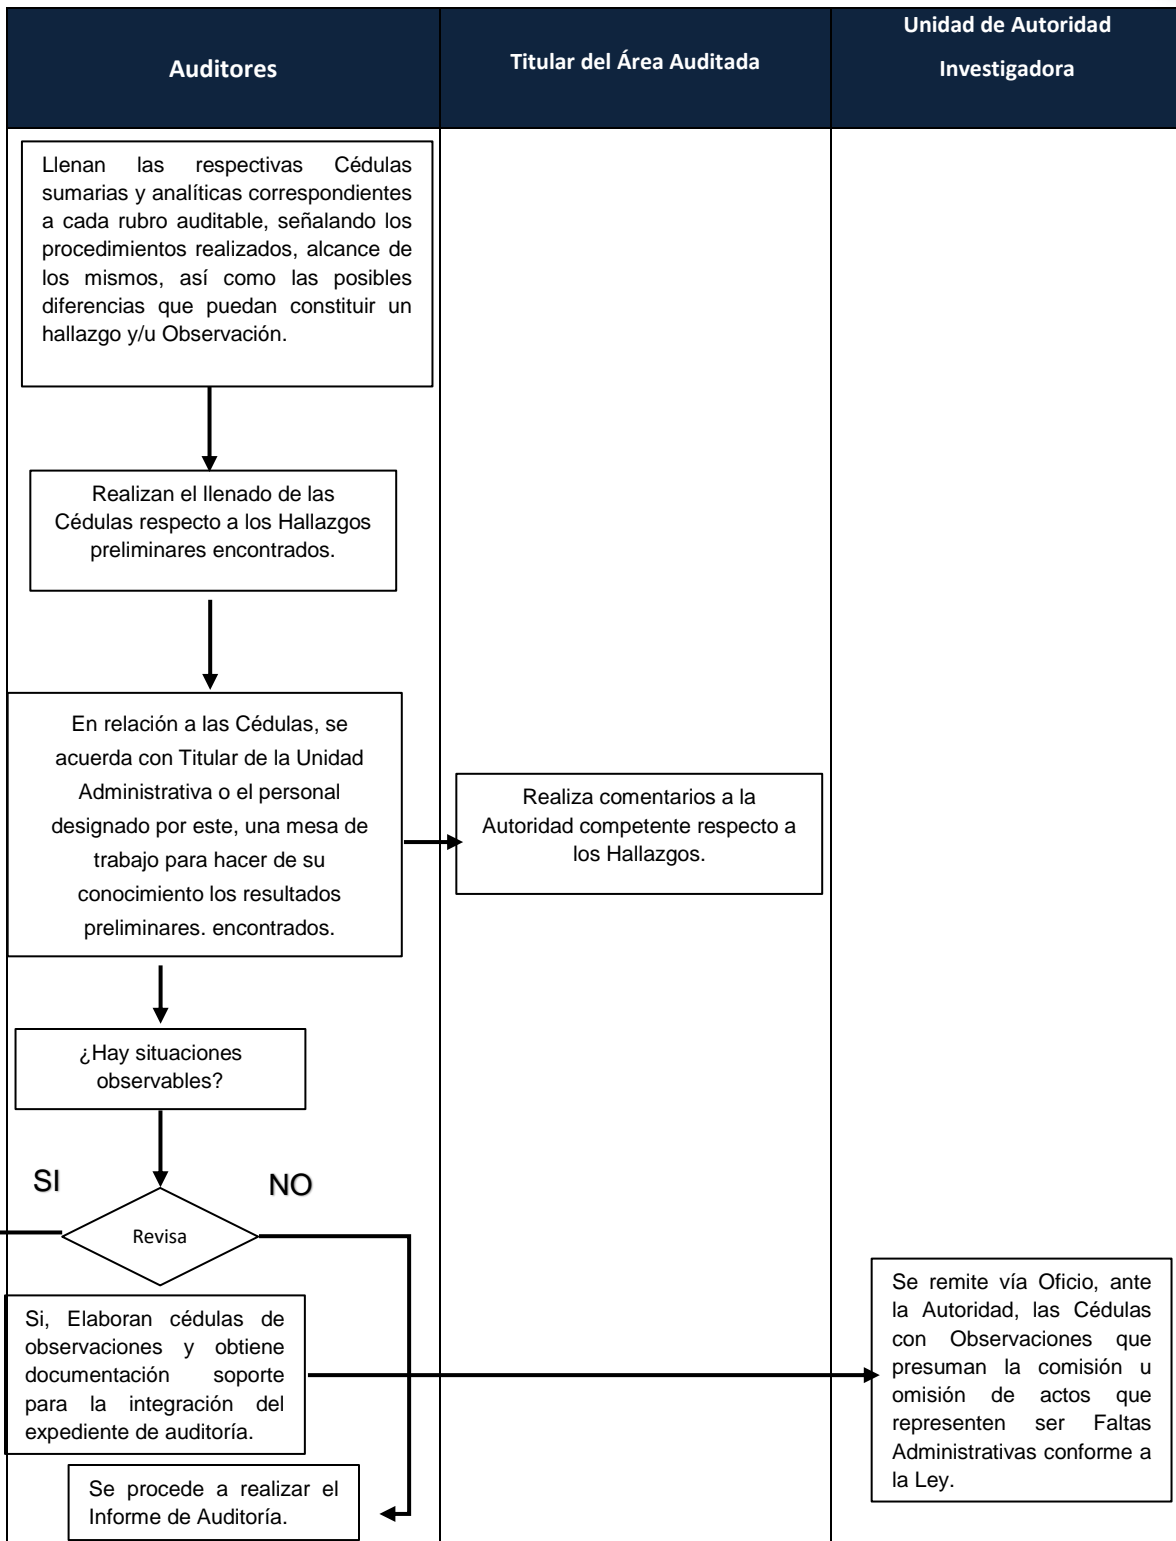 Auditores
Titular del Área Auditada
Unidad de Autoridad
Investigadora
Llenan las respectivas Cédulas
sumarias y analíticas correspondientes
a cada rubro auditable, señalando los
procedimientos realizados, alcance de
los mismos, así como las posibles
diferencias que puedan constituir un
hallazgo y/u Observación.
Realizan el llenado de las
Cédulas respecto a los Hallazgos
preliminares encontrados.
En relación a las Cédulas, se
acuerda con Titular de la Unidad
Administrativa o el personal
designado por este, una mesa de
trabajo para hacer de su
conocimiento los resultados
preliminares. encontrados.
Realiza comentarios a la
Autoridad competente respecto a
los Hallazgos.
¿Hay situaciones
observables?
SI
NO
Revisa
Si, Elaboran cédulas de
observaciones y obtiene
documentación soporte
para la integración del
expediente de auditoría.
Se remite vía Oficio, ante
la Autoridad, las Cédulas
con Observaciones que
presuman la comisión u
omisión de actos que
representen ser Faltas
Administrativas conforme a
la Ley.
Se procede a realizar el
Informe de Auditoría.